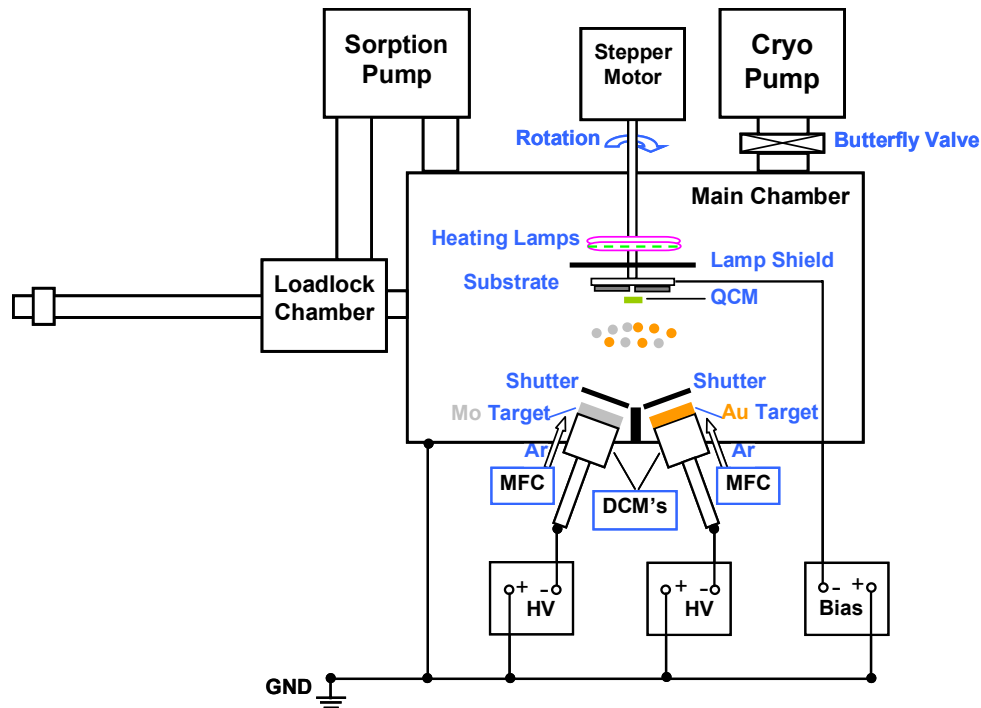 Sorption
Pump
Stepper
Motor
Cryo
Pump
Rotation
Butterfly Valve
Main Chamber
Heating Lamps
Lamp Shield
Substrate
QCM
Loadlock
Chamber
Shutter
Shutter
Mo Target
Au Target
Ar
Ar
MFC
DCM's
MFC
+ -
HV
+ -
HV
- +
Bias
GND